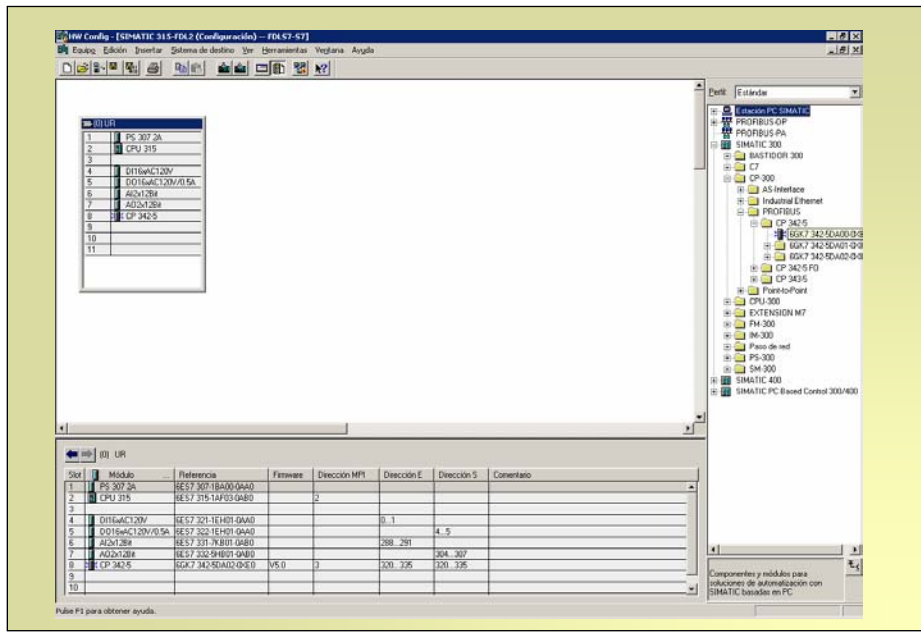 HW Config - [SIMATIC 315-FDL2 (Configuración) -- FDLS7-S7]
Equipo Edición Insertar Sistema de destino Ver Herramientas Ventana Ayuda
(0) UR
1 PS 307 2A
2 CPU 315
3
4 DI16xAC120V
5 DO16xAC120V/0.5A
6 AI2x12Bit
7 AO2x12Bit
8 CP 342-5
9
10
11
Perfil: Estándar
Estación PC SIMATIC
PROFIBUS-DP
PROFIBUS-PA
SIMATIC 300
BASTIDOR 300
C7
CP-300
AS-Interface
Industrial Ethernet
PROFIBUS
CP 342-5
6GK7 342-5DA00-0XE
6GK7 342-5DA01-0XE
6GK7 342-5DA02-0XE
CP 342-5 FO
CP 343-5
Point-to-Point
CPU-300
EXTENSION M7
FM-300
IM-300
Paso de red
PS-300
SM-300
SIMATIC 400
SIMATIC PC Based Control 300/400
(0) UR
Slot Módulo ... Referencia Firmware Dirección MPI Dirección E Dirección S Comentario
1 PS 307 2A 6ES7 307-1BA00-0AA0
2 CPU 315 6ES7 315-1AF03-0AB0 2
3
4 DI16xAC120V 6ES7 321-1EH01-0AA0 0...1
5 DO16xAC120V/0.5A 6ES7 322-1EH01-0AA0 4...5
6 AI2x12Bit 6ES7 331-7KB01-0AB0 288...291
7 AO2x12Bit 6ES7 332-5HB01-0AB0 304...307
8 CP 342-5 6GK7 342-5DA02-0XE0 V5.0 3 320...335 320...335
9
10
Componentes y módulos para
soluciones de automatización con
SIMATIC basadas en PC
Pulse F1 para obtener ayuda.